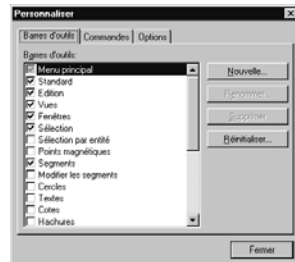 Personnaliser
Barres d'outils Commandes Options
Barres d'outils:
Menu principal
Standard
Edition
Vues
Fenêtres
Sélection
Sélection par entité
Points magnétiques
Segments
Modifier les segments
Cercles
Textes
Cotes
Hachures
Nouvelle...
Renommer...
Supprimer
Réinitialiser...
Fermer